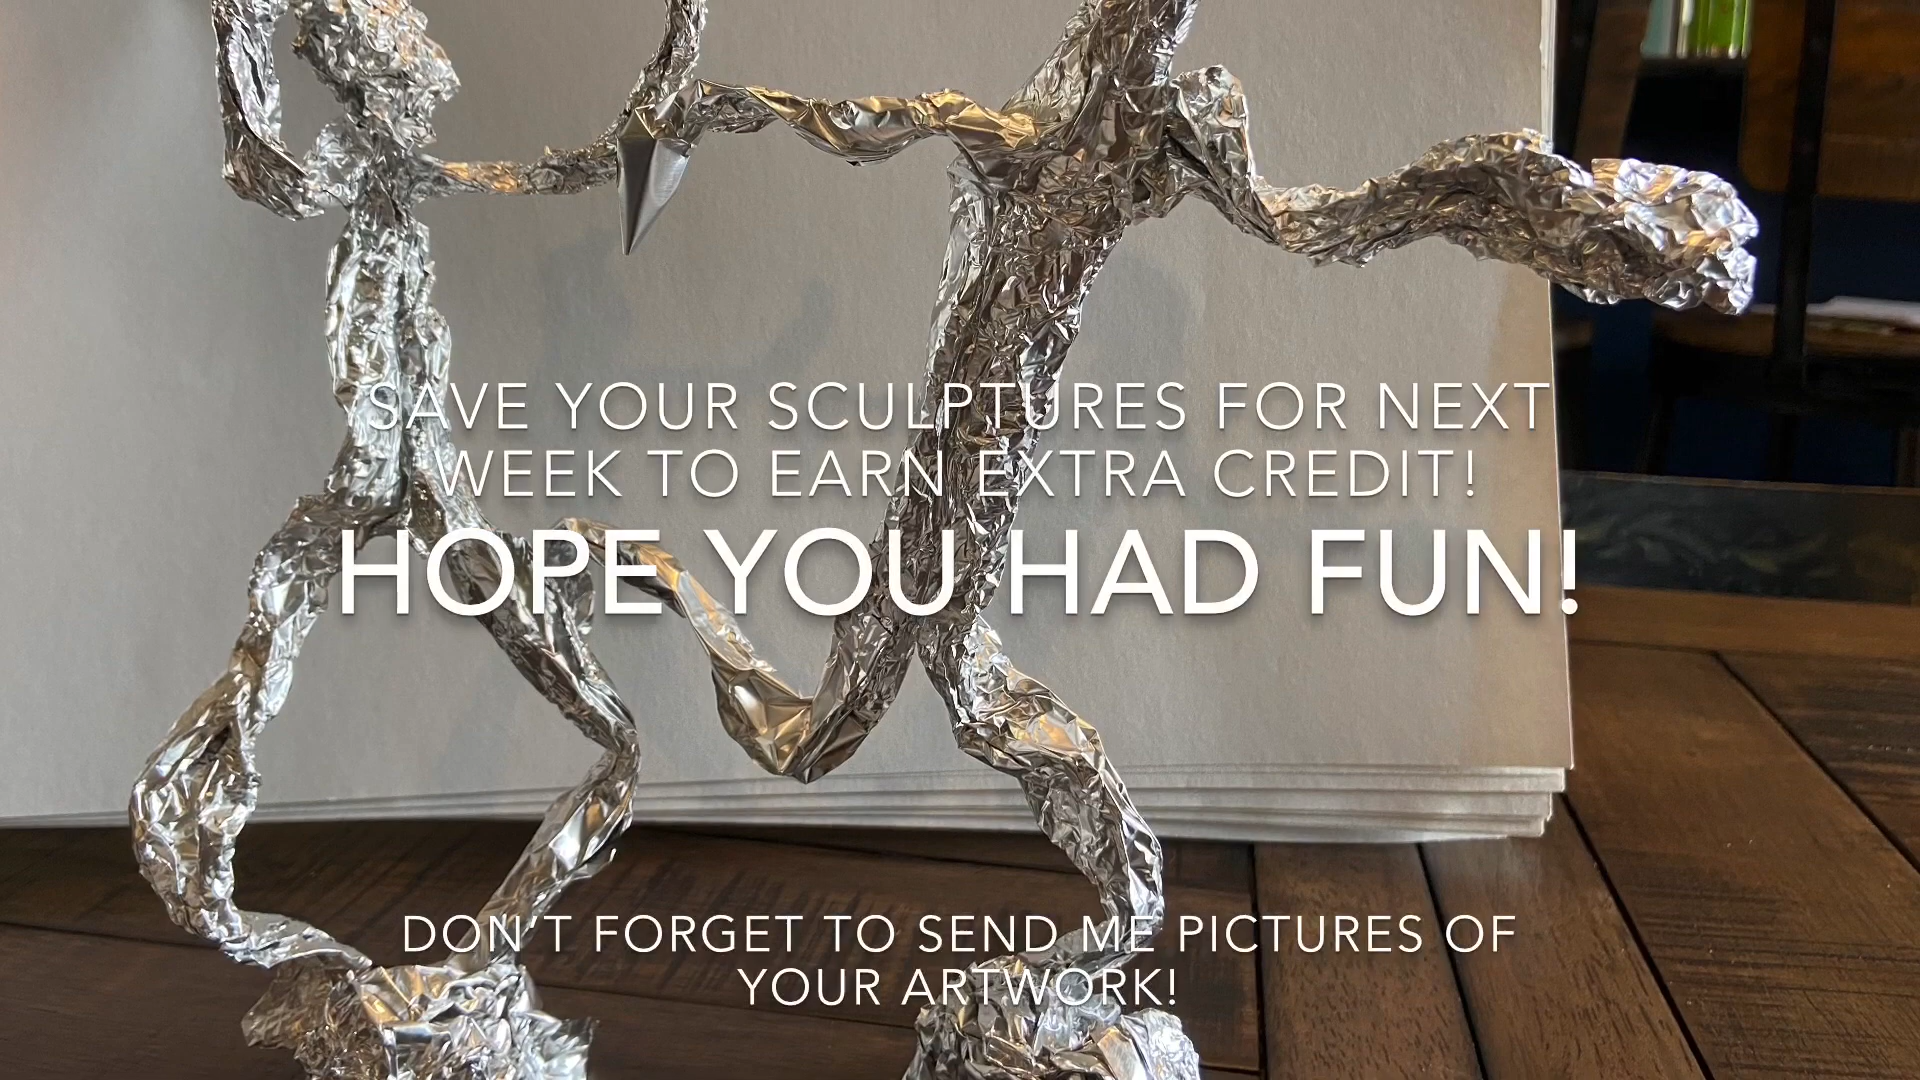 SAVE YOUR SCULPTURES FOR NEXT
WEEK TO EARN EXTRA CREDIT!
HOPE YOU HAD FUN!
DON'T FORGET TO SEND ME PICTURES OF
YOUR ARTWORK!